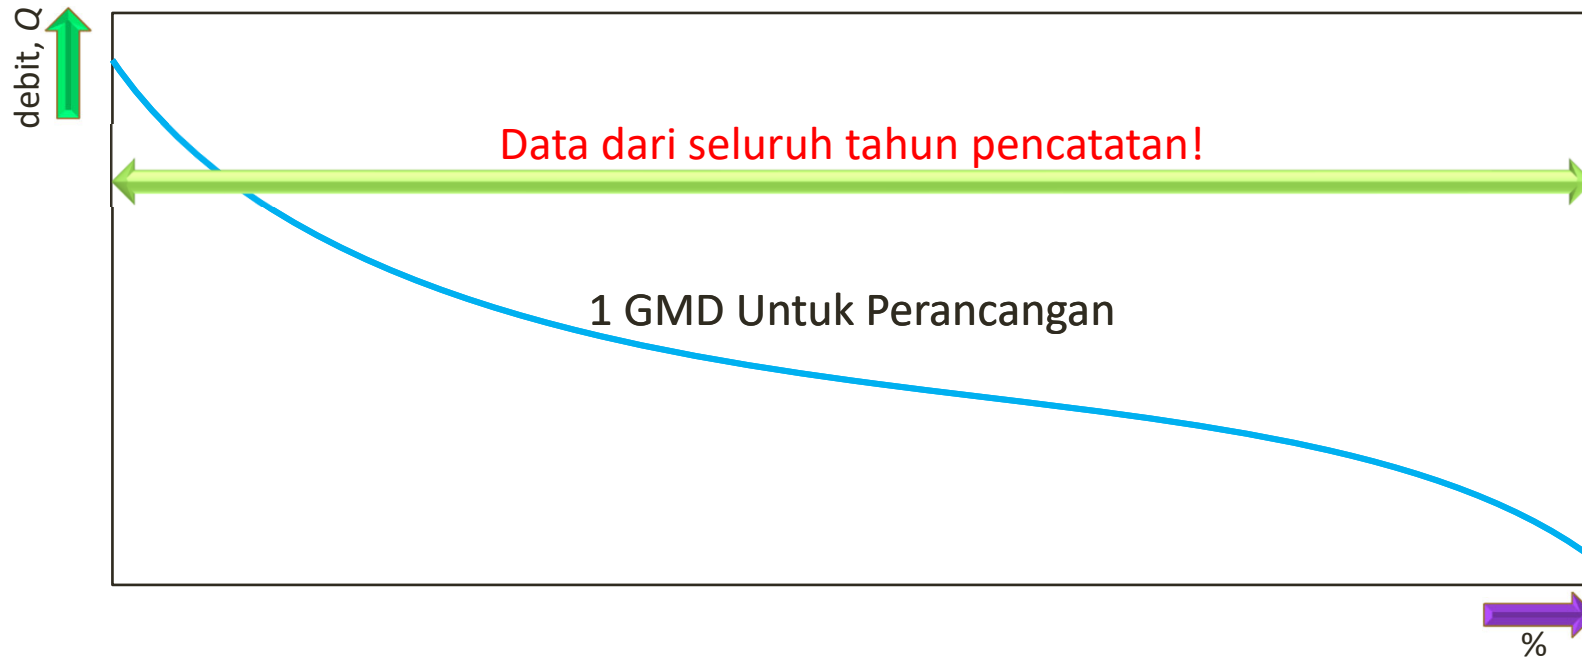 debit, Q
Data dari seluruh tahun pencatatan!
1 GMD Untuk Perancangan
%